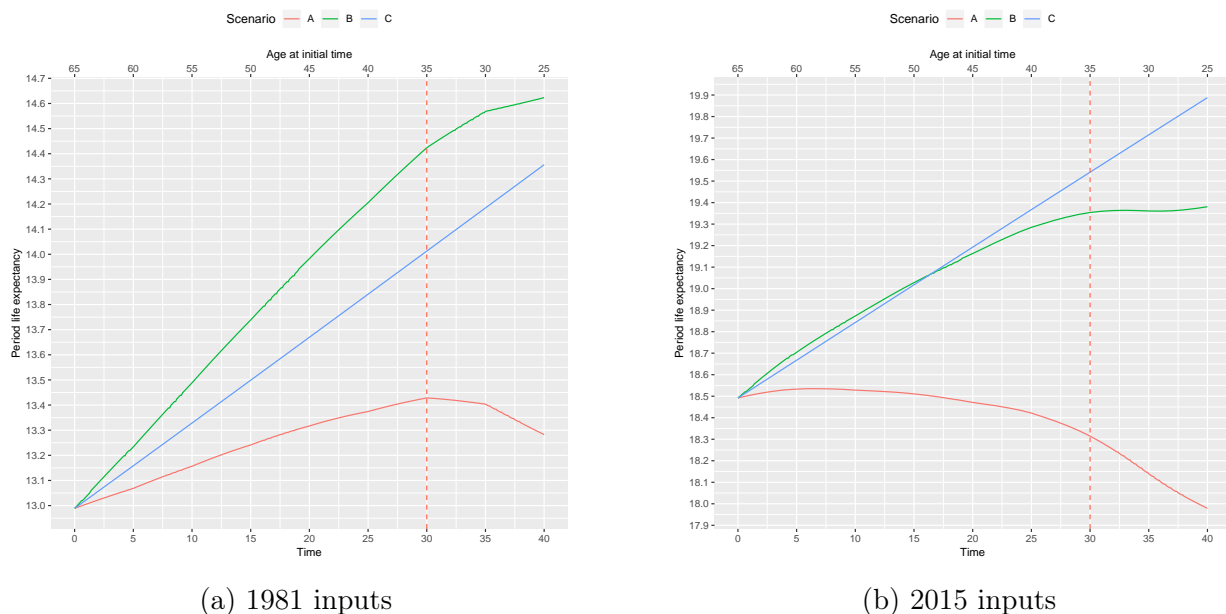 Scenario A B C
Age at initial time
65 60 55 50 45 40 35 30 25
14.7
14.6
14.5
14.4
14.3
14.2
14.1
14.0
13.9
13.8
13.7
13.6
13.5
13.4
13.3
13.2
13.1
13.0
Period life expectancy
0 5 10 15 20 25 30 35 40
Time
(a) 1981 inputs
Scenario A B C
Age at initial time
65 60 55 50 45 40 35 30 25
19.9
19.8
19.7
19.6
19.5
19.4
19.3
19.2
19.1
19.0
18.9
18.8
18.7
18.6
18.5
18.4
18.3
18.2
18.1
18.0
17.9
Period life expectancy
0 5 10 15 20 25 30 35 40
Time
(b) 2015 inputs